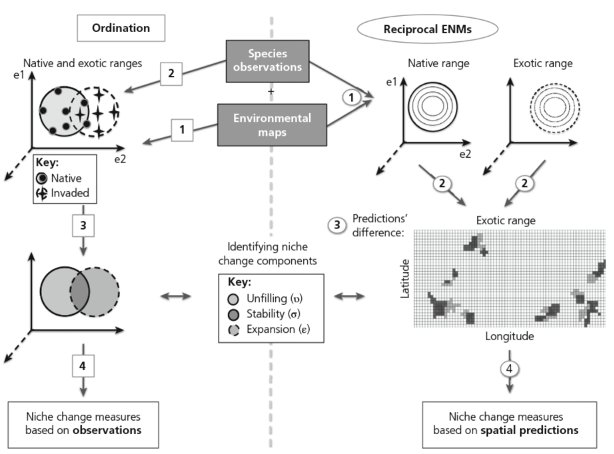 Ordination
Reciprocal ENMs
Native and exotic ranges
e1
e2
Key:
Native
Invaded
2
1
Species
observations
+
Environmental
maps
1
Native range
Exotic range
e1
e2
2
2
3
3
Predictions'
difference:
Exotic range
Latitude
Longitude
Identifying niche
change components
Key:
Unfilling (υ)
Stability (σ)
Expansion (ε)
4
4
Niche change measures
based on observations
Niche change measures
based on spatial predictions